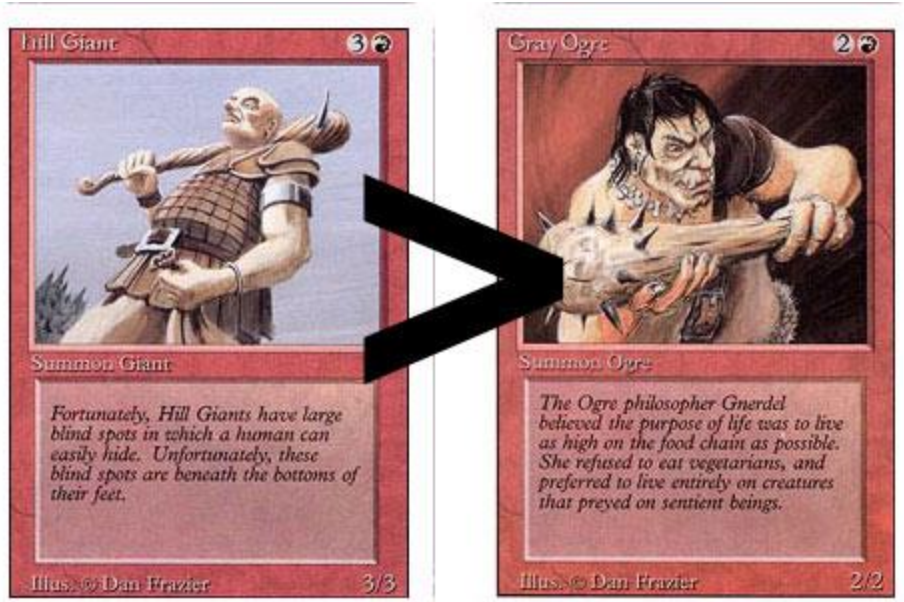 Hill Giant 3
Summon Giant
Fortunately, Hill Giants have large
blind spots in which a human can
easily hide. Unfortunately, these
blind spots are beneath the bottoms of
their feet.
Illus. © Dan Frazier 3/3
>
Gray Ogre 2
Summon Ogre
The Ogre philosopher Gnerdel
believed the purpose of life was to live
as high on the food chain as possible.
She refused to eat vegetarians, and
preferred to live entirely on creatures
that preyed on sentient beings.
Illus. © Dan Frazier 2/2